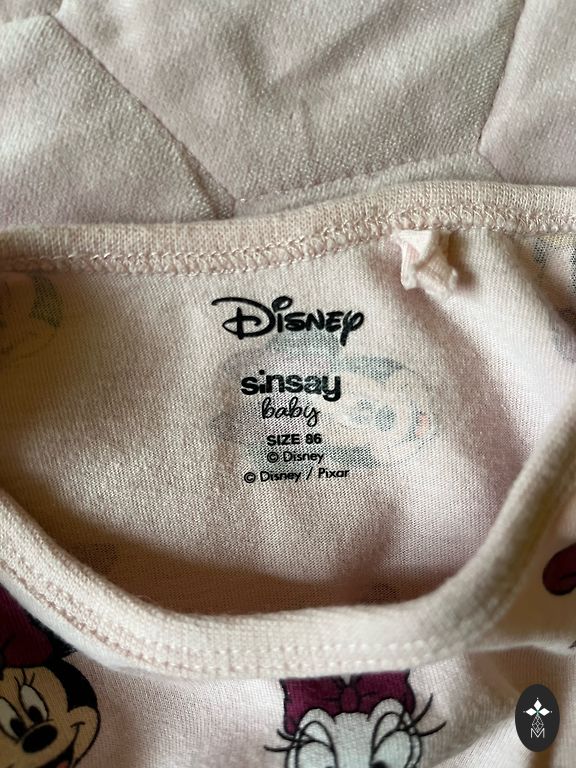 Disney
sinsay
baby
SIZE 86
© Disney
© Disney / Pixar